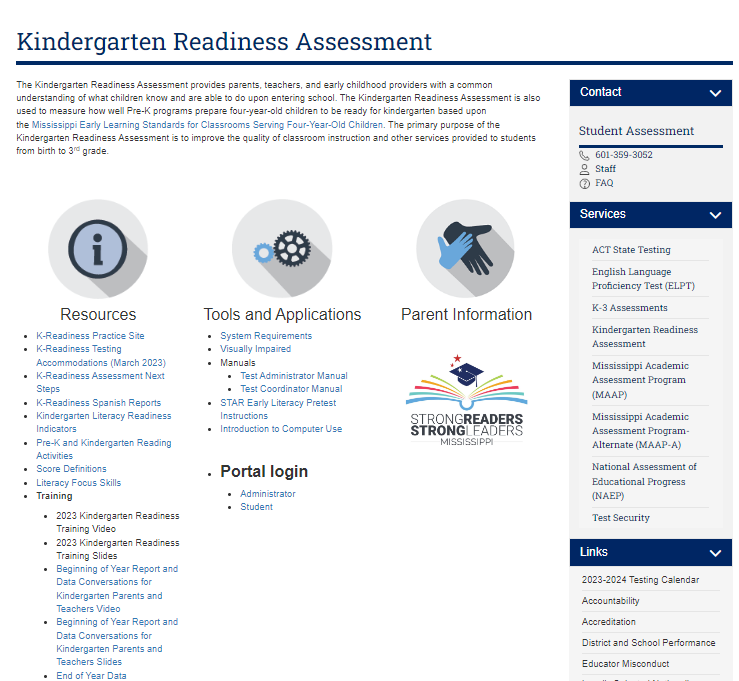 Kindergarten Readiness Assessment
The Kindergarten Readiness Assessment provides parents, teachers, and early childhood providers with a common
understanding of what children know and are able to do upon entering school. The Kindergarten Readiness Assessment is also
used to measure how well Pre-K programs prepare four-year-old children to be ready for kindergarten based upon
the Mississippi Early Learning Standards for Classrooms Serving Four-Year-Old Children. The primary purpose of the
Kindergarten Readiness Assessment is to improve the quality of classroom instruction and other services provided to students
from birth to 3rd grade.
Resources
K-Readiness Practice Site
K-Readiness Testing
Accommodations (March 2023)
K-Readiness Assessment Next
Steps
K-Readiness Spanish Reports
Kindergarten Literacy Readiness
Indicators
Pre-K and Kindergarten Reading
Activities
Score Definitions
Literacy Focus Skills
Training
2023 Kindergarten Readiness
Training Video
2023 Kindergarten Readiness
Training Slides
Beginning of Year Report and
Data Conversations for
Kindergarten Parents and
Teachers Video
Beginning of Year Report and
Data Conversations for
Kindergarten Parents and
Teachers Slides
End of Year Data
Tools and Applications
System Requirements
Visually Impaired
Manuals
Test Administrator Manual
Test Coordinator Manual
STAR Early Literacy Pretest
Instructions
Introduction to Computer Use
Portal login
Administrator
Student
Parent Information
STRONGREADERS
STRONGLEADERS
MISSISSIPPI
Contact
Student Assessment
601-359-3052
Staff
FAQ
Services
ACT State Testing
English Language
Proficiency Test (ELPT)
K-3 Assessments
Kindergarten Readiness
Assessment
Mississippi Academic
Assessment Program
(MAAP)
Mississippi Academic
Assessment Program-
Alternate (MAAP-A)
National Assessment of
Educational Progress
(NAEP)
Test Security
Links
2023-2024 Testing Calendar
Accountability
Accreditation
District and School Performance
Educator Misconduct